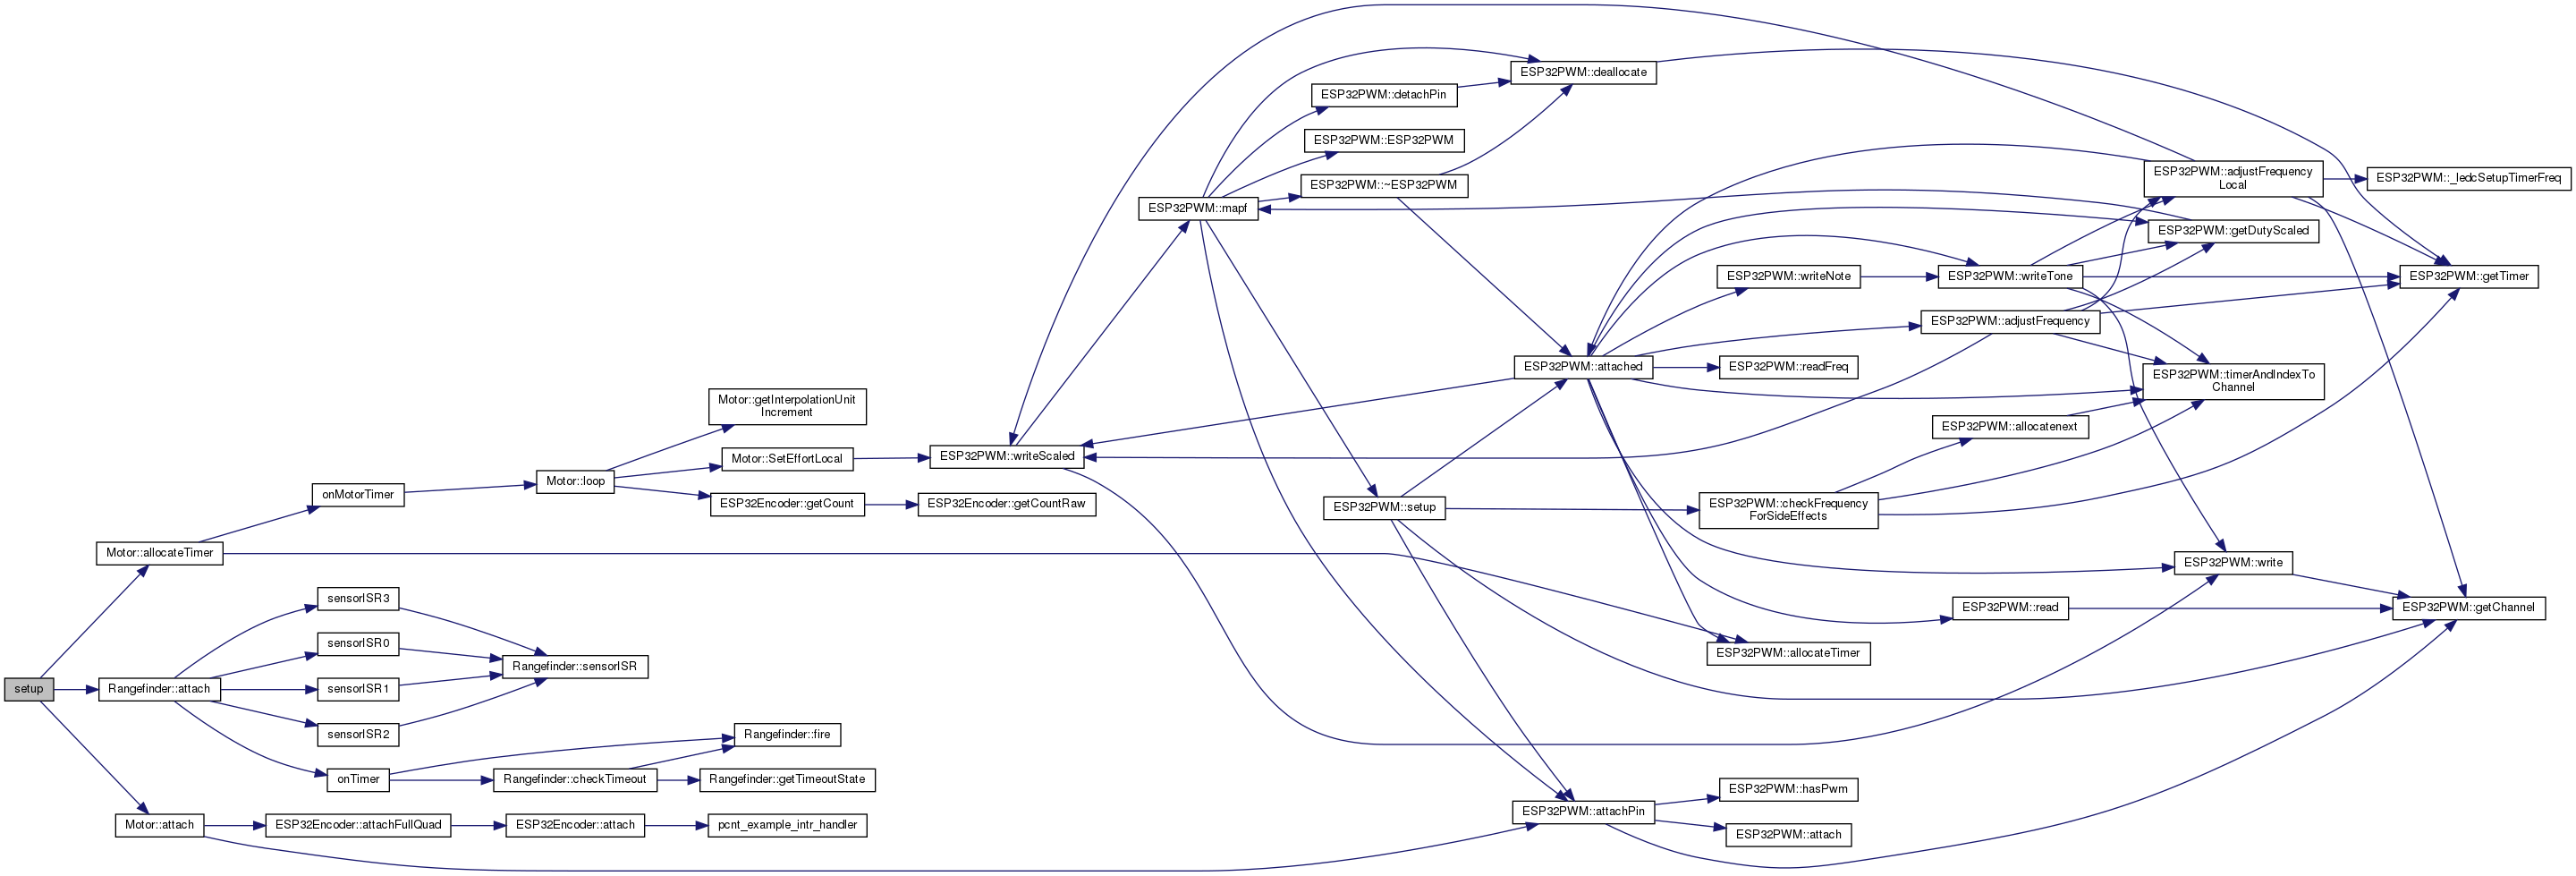 setup
Motor::allocateTimer
Rangefinder::attach
Motor::attach
onMotorTimer
sensorISR3
sensorISR0
sensorISR1
sensorISR2
onTimer
ESP32Encoder::attachFullQuad
Motor::loop
Rangefinder::sensorISR
Rangefinder::checkTimeout
ESP32Encoder::attach
Motor::getInterpolationUnit
Increment
Motor::SetEffortLocal
ESP32Encoder::getCount
Rangefinder::fire
Rangefinder::getTimeoutState
pcnt_example_intr_handler
ESP32PWM::writeScaled
ESP32Encoder::getCountRaw
ESP32PWM::mapf
ESP32PWM::detachPin
ESP32PWM::ESP32PWM
ESP32PWM::~ESP32PWM
ESP32PWM::setup
ESP32PWM::deallocate
ESP32PWM::attached
ESP32PWM::attachPin
ESP32PWM::writeNote
ESP32PWM::readFreq
ESP32PWM::checkFrequency
ForSideEffects
ESP32PWM::allocateTimer
ESP32PWM::hasPwm
ESP32PWM::attach
ESP32PWM::writeTone
ESP32PWM::adjustFrequency
ESP32PWM::allocatenext
ESP32PWM::read
ESP32PWM::adjustFrequency
Local
ESP32PWM::getDutyScaled
ESP32PWM::timerAndIndexTo
Channel
ESP32PWM::write
ESP32PWM::_ledcSetupTimerFreq
ESP32PWM::getTimer
ESP32PWM::getChannel